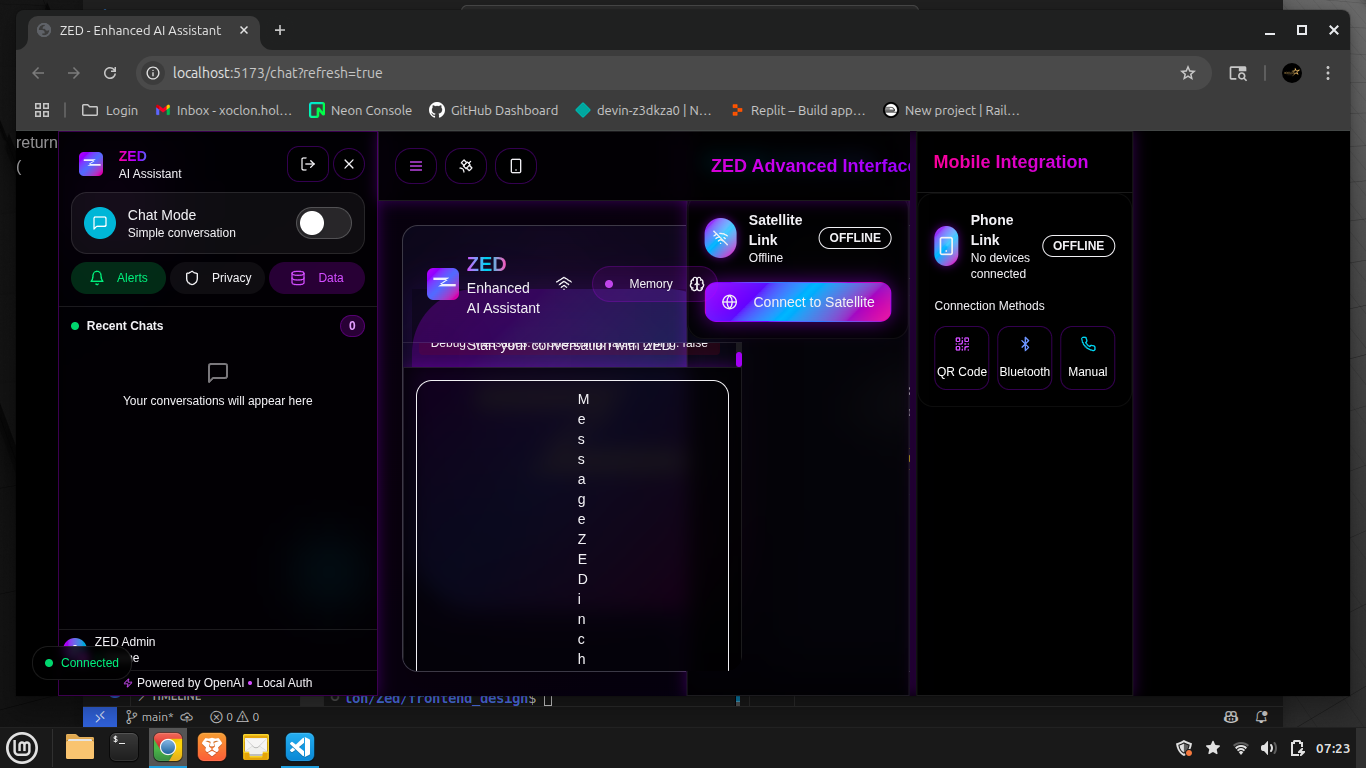 ZED - Enhanced AI Assistant
localhost:5173/chat?refresh=true
Login
Inbox - xoclon.hol...
Neon Console
GitHub Dashboard
devin-z3dkza0 | N...
Replit – Build app...
New project | Rail...
return
(
ZED
AI Assistant
Chat Mode
Simple conversation
Alerts
Privacy
Data
Recent Chats
0
Your conversations will appear here
ZED Admin
Connected
Powered by OpenAI • Local Auth
ZED Advanced Interface
ZED
Enhanced
AI Assistant
Memory
Start your conversation with ZED
false
M
e
s
s
a
g
e
Z
E
D
i
n
c
h
Satellite
Link
Offline
OFFLINE
Connect to Satellite
Mobile Integration
Phone
Link
No devices
connected
OFFLINE
Connection Methods
QR Code
Bluetooth
Manual
TIMELINE
lon/Zed/frontend_design$
main*
0
0
07:23